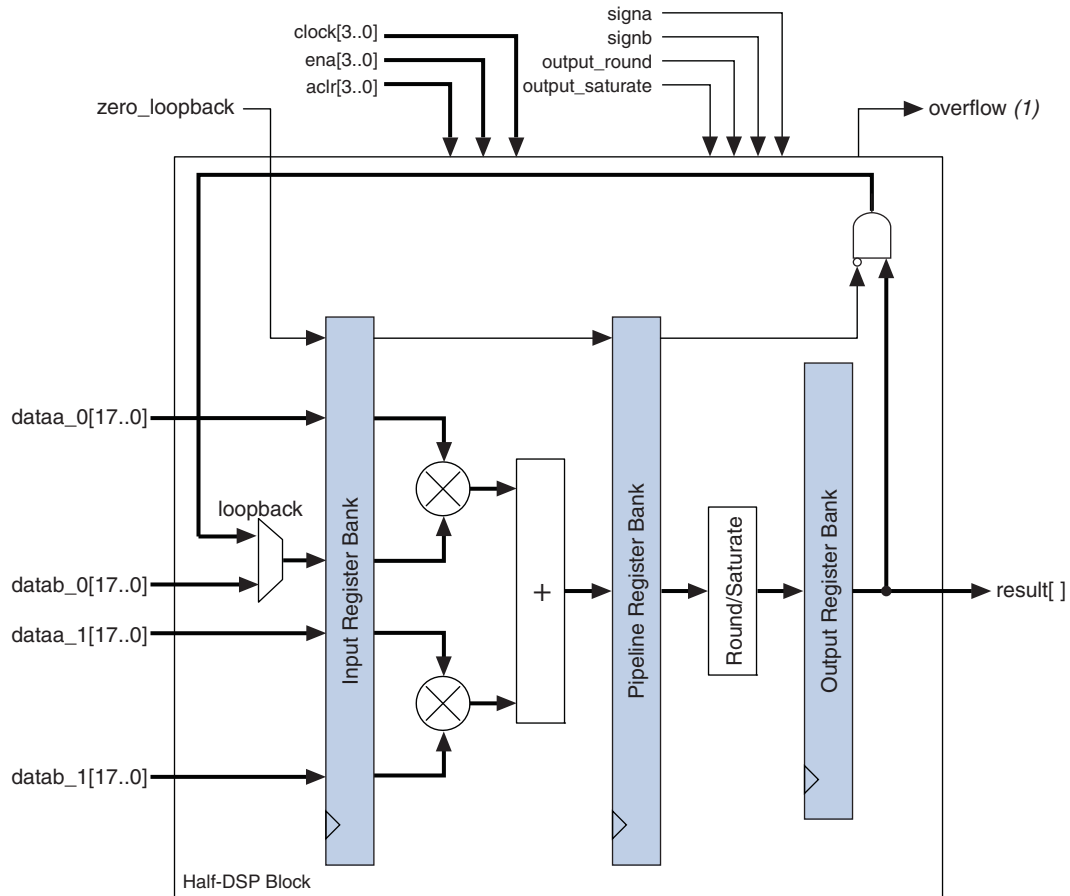 signa
clock[3..0]
signb
ena[3..0]
output_round
aclr[3..0]
output_saturate
zero_loopback
overflow (1)
dataa_0[17..0]
loopback
datab_0[17..0]
dataa_1[17..0]
datab_1[17..0]
Input Register Bank
+
Pipeline Register Bank
Round/Saturate
Output Register Bank
result[ ]
Half-DSP Block